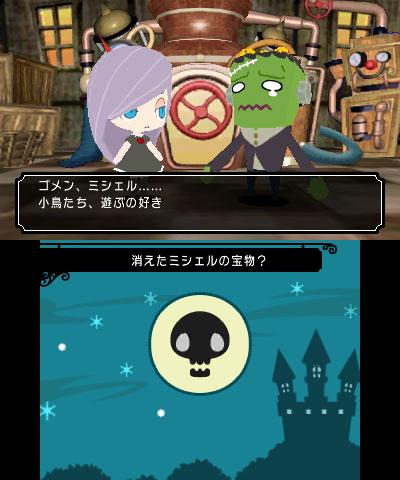 ゴメン、ミシェル……
小鳥たち、遊ぶの好き
消えたミシェルの宝物？